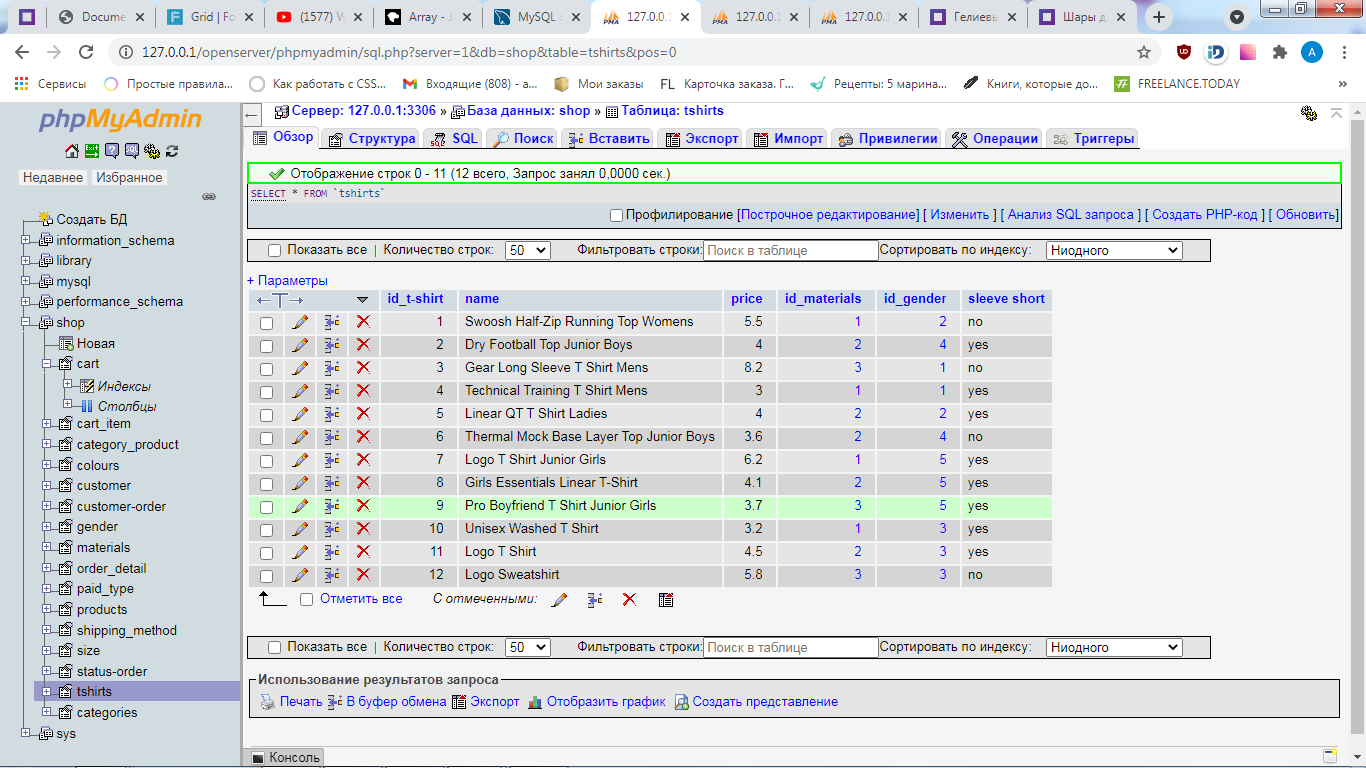 Docume Grid | Fo (1577) W Array - J MySQL 127.0.0.1 127.0.0.1 127.0.0.1 Гелиевы Шары д
127.0.0.1/openserver/phpmyadmin/sql.php?server=1&db=shop&table=tshirts&pos=0
Сервисы Простые правила... Как работать с CSS... Входящие (808) - a... Мои заказы FL Карточка заказа. Г... Рецепты: 5 марина... Книги, которые до... FREELANCE.TODAY »
phpMyAdmin
Недавнее Избранное
Создать БД
information_schema
library
mysql
performance_schema
shop
Новая
cart
Индексы
Столбцы
cart_item
category_product
colours
customer
customer-order
gender
materials
order_detail
paid_type
products
shipping_method
size
status-order
tshirts
categories
sys
Сервер: 127.0.0.1:3306 » База данных: shop » Таблица: tshirts
Обзор Структура SQL Поиск Вставить Экспорт Импорт Привилегии Операции Триггеры
Отображение строк 0 - 11 (12 всего, Запрос занял 0,0000 сек.)
SELECT * FROM `tshirts`
Профилирование [Построчное редактирование] [ Изменить ] [ Анализ SQL запроса ] [ Создать PHP-код ] [ Обновить]
Показать все | Количество строк: 50 Фильтровать строки: Поиск в таблице Сортировать по индексу: Ниодного
+ Параметры
←T→ id_t-shirt name price id_materials id_gender sleeve short
1 Swoosh Half-Zip Running Top Womens 5.5 1 2 no
2 Dry Football Top Junior Boys 4 2 4 yes
3 Gear Long Sleeve T Shirt Mens 8.2 3 1 no
4 Technical Training T Shirt Mens 3 1 1 yes
5 Linear QT T Shirt Ladies 4 2 2 yes
6 Thermal Mock Base Layer Top Junior Boys 3.6 2 4 no
7 Logo T Shirt Junior Girls 6.2 1 5 yes
8 Girls Essentials Linear T-Shirt 4.1 2 5 yes
9 Pro Boyfriend T Shirt Junior Girls 3.7 3 5 yes
10 Unisex Washed T Shirt 3.2 1 3 yes
11 Logo T Shirt 4.5 2 3 yes
12 Logo Sweatshirt 5.8 3 3 no
Отметить все С отмеченными:
Показать все | Количество строк: 50 Фильтровать строки: Поиск в таблице Сортировать по индексу: Ниодного
Использование результатов запроса
Печать В буфер обмена Экспорт Отобразить график Создать представление
Консоль